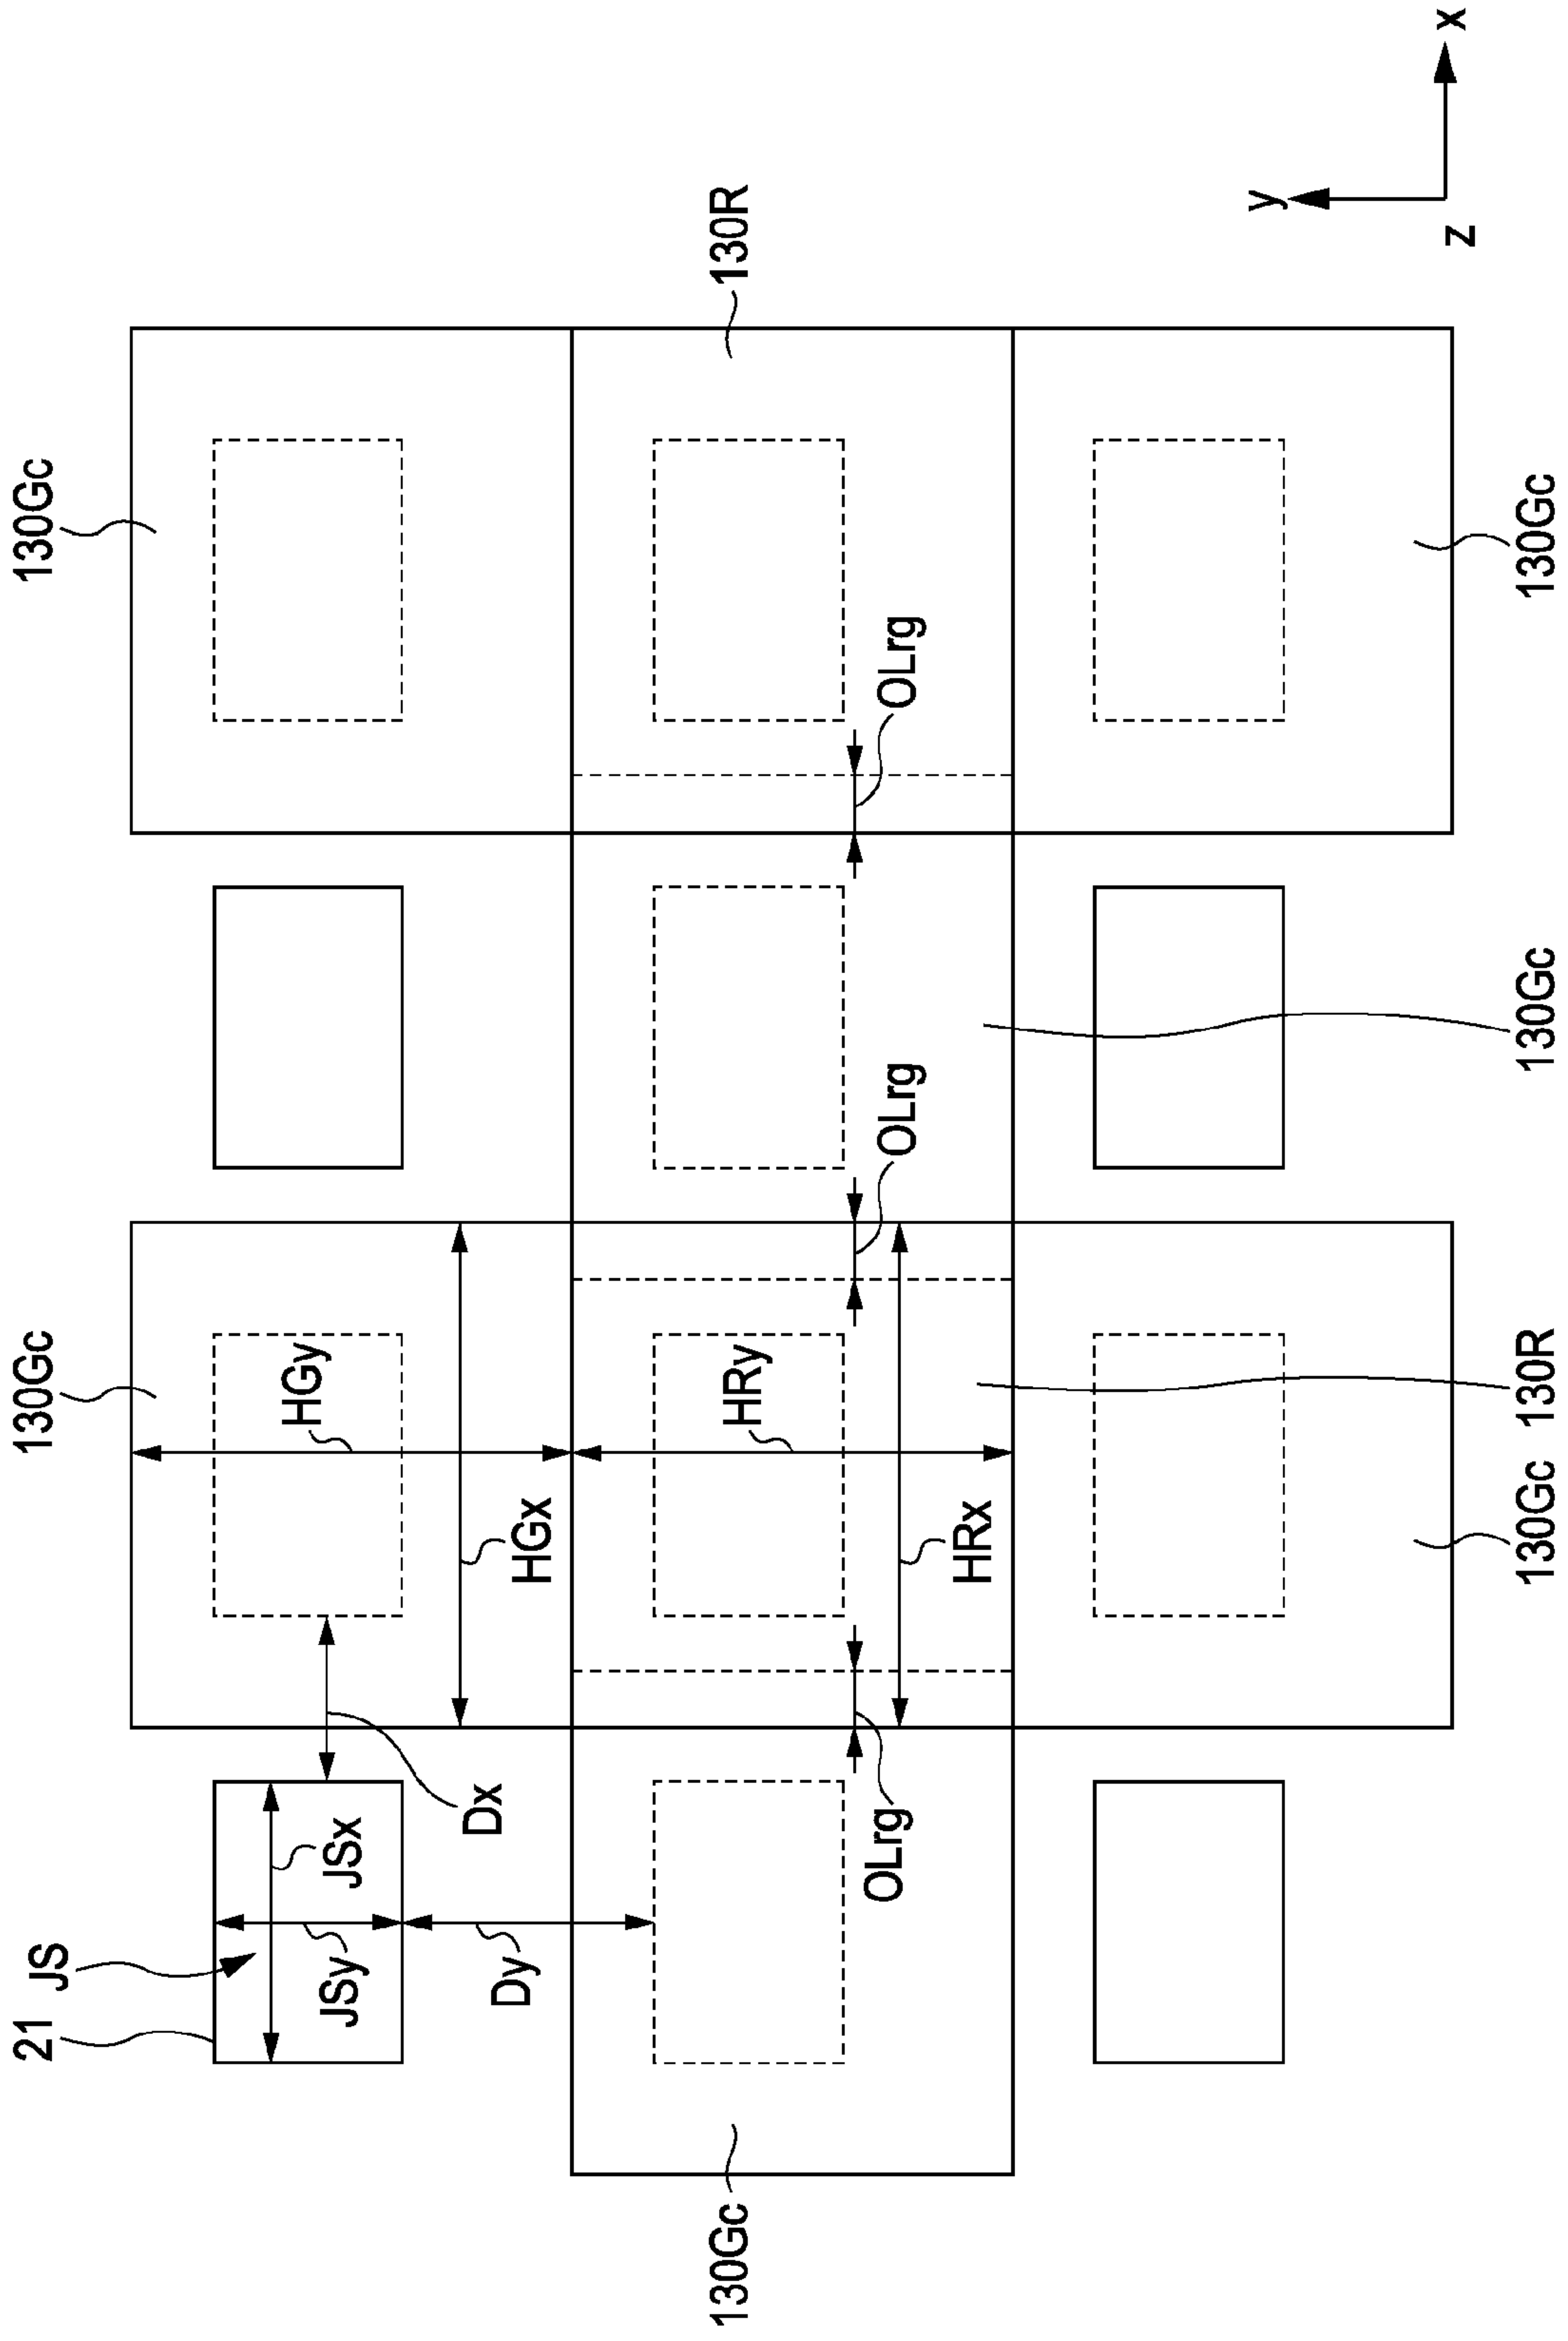 21
JS
130Gc
130Gc
JSy
JSx
HGy
Dy
Dx
HGx
130Gc
HRy
130R
OLrg
OLrg
OLrg
HRx
y
z
x
130Gc
130R
130Gc
130Gc